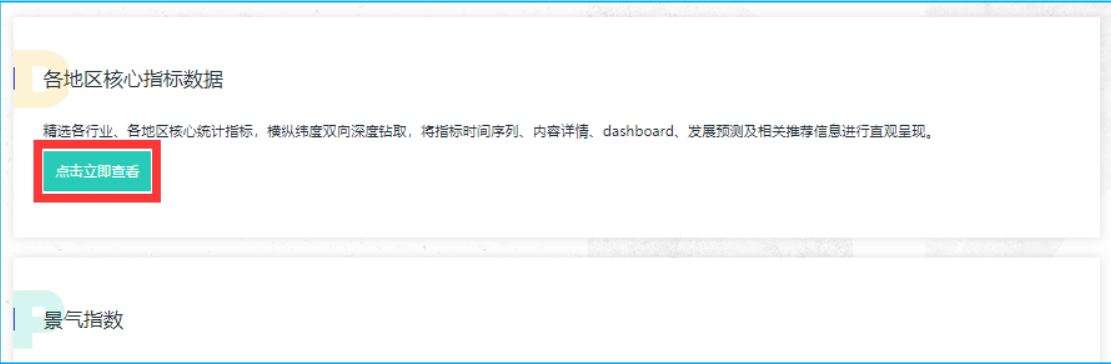 各地区核心指标数据
精选各行业、各地区核心统计指标，横纵纬度双向深度钻取，将指标时间序列、内容详情、dashboard、发展预测及相关推荐信息进行直观呈现。
点击立即查看
景气指数